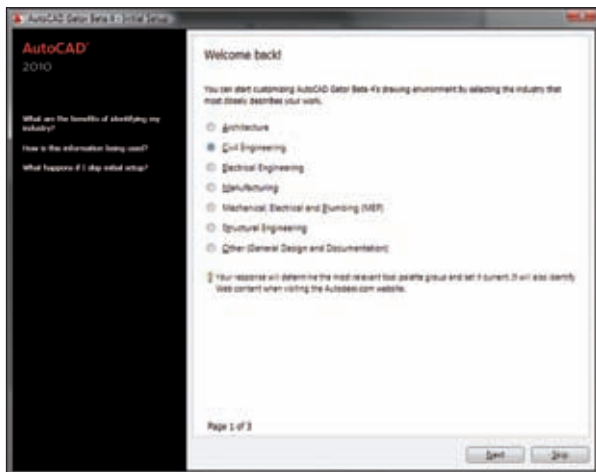 AutoCAD Gator Beta 4 - Initial Setup
AutoCAD®
2010
What are the benefits of identifying my
industry?
How is this information being used?
What happens if I skip initial setup?
Welcome back!
You can start customizing AutoCAD Gator Beta 4's drawing environment by selecting the industry that
most closely describes your work.
Architecture
Civil Engineering
Electrical Engineering
Manufacturing
Mechanical, Electrical and Plumbing (MEP)
Structural Engineering
Other (General Design and Documentation)
Your response will determine the most relevant tool palette group and set it current. It will also identify
Web content when visiting the Autodesk.com website.
Page 1 of 3
Next
Skip